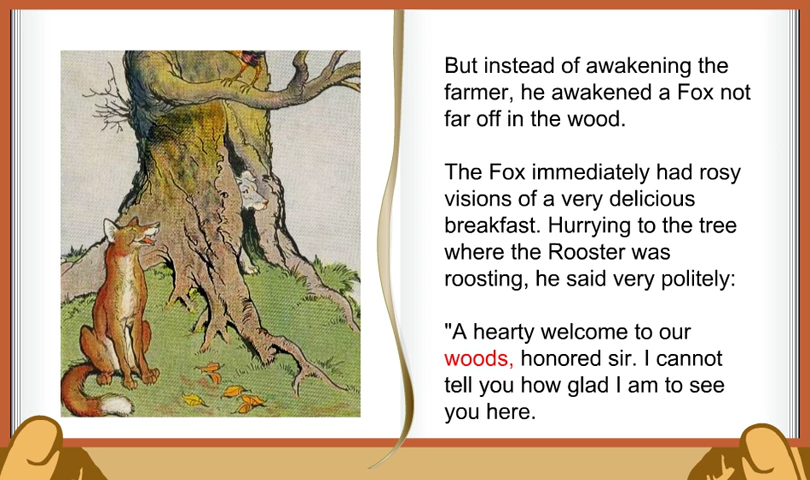 But instead of awakening the
farmer, he awakened a Fox not
far off in the wood.
The Fox immediately had rosy
visions of a very delicious
breakfast. Hurrying to the tree
where the Rooster was
roosting, he said very politely:
"A hearty welcome to our
woods, honored sir. I cannot
tell you how glad I am to see
you here.